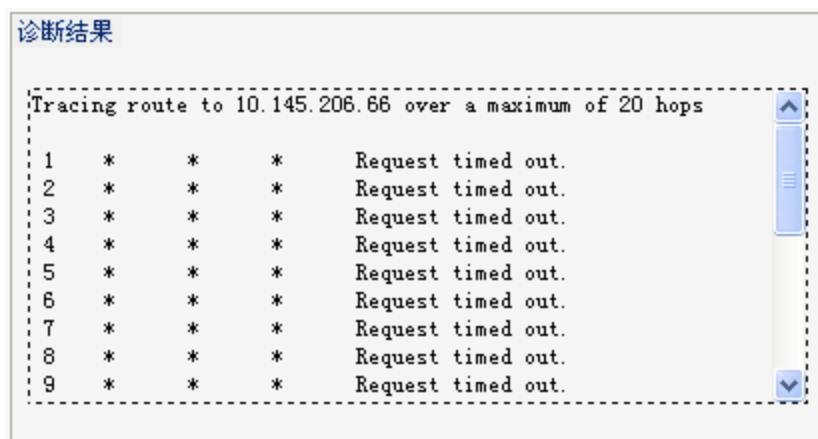 诊断结果
Tracing route to 10.145.206.66 over a maximum of 20 hops
1 * * * Request timed out.
2 * * * Request timed out.
3 * * * Request timed out.
4 * * * Request timed out.
5 * * * Request timed out.
6 * * * Request timed out.
7 * * * Request timed out.
8 * * * Request timed out.
9 * * * Request timed out.